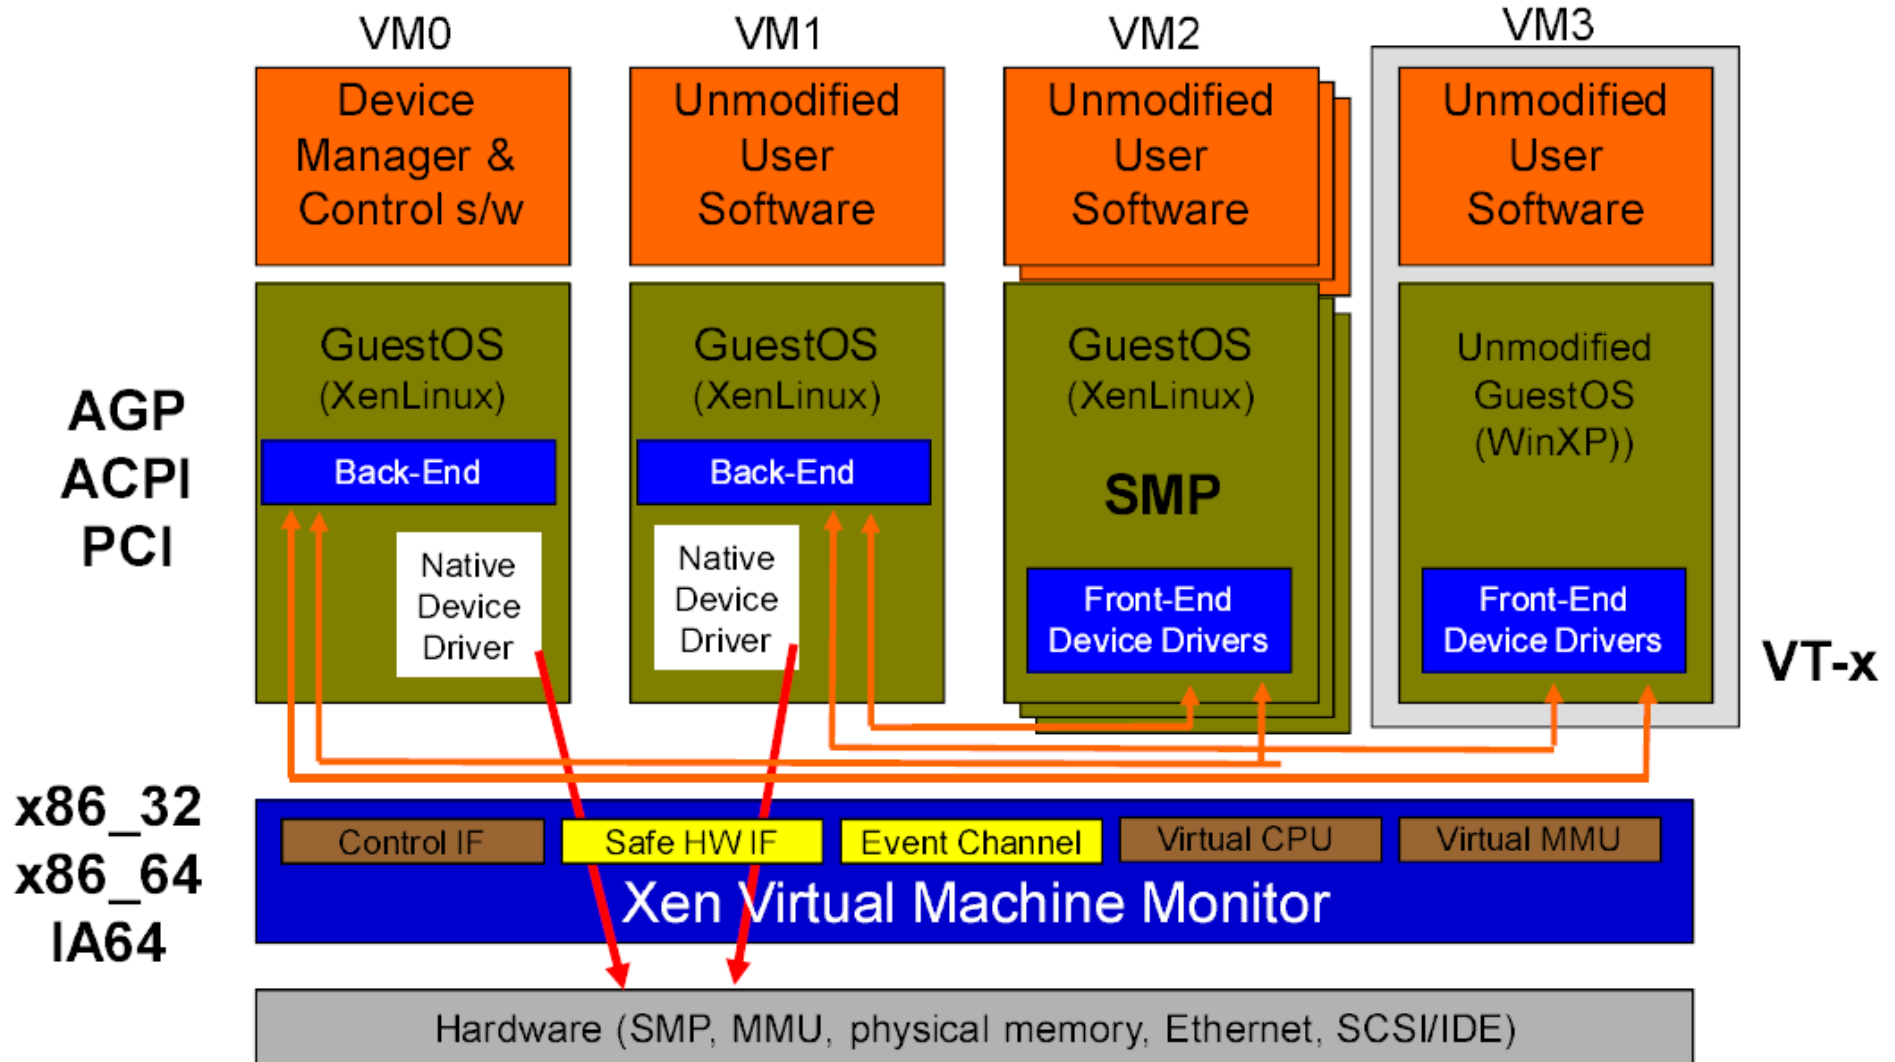 VM0
VM1
VM2
VM3
Device
Manager &
Control s/w
Unmodified
User
Software
Unmodified
User
Software
Unmodified
User
Software
GuestOS
(XenLinux)
Back-End
Native
Device
Driver
GuestOS
(XenLinux)
Back-End
Native
Device
Driver
GuestOS
(XenLinux)
SMP
Front-End
Device Drivers
Unmodified
GuestOS
(WinXP))
Front-End
Device Drivers
AGP
ACPI
PCI
VT-x
x86_32
x86_64
IA64
Control IF
Safe HW IF
Event Channel
Virtual CPU
Virtual MMU
Xen Virtual Machine Monitor
Hardware (SMP, MMU, physical memory, Ethernet, SCSI/IDE)